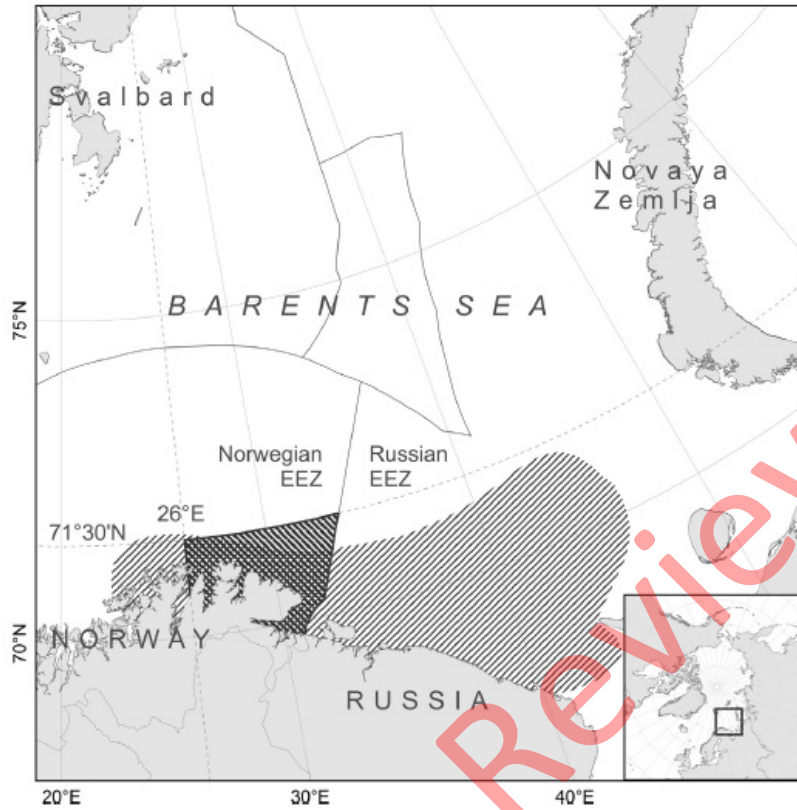 Svalbard
Novaya
Zemlja
BARENTS SEA
75°N
Norwegian
EEZ
Russian
EEZ
26°E
71°30'N
70°N
NORWAY
RUSSIA
20°E
30°E
40°E
Review